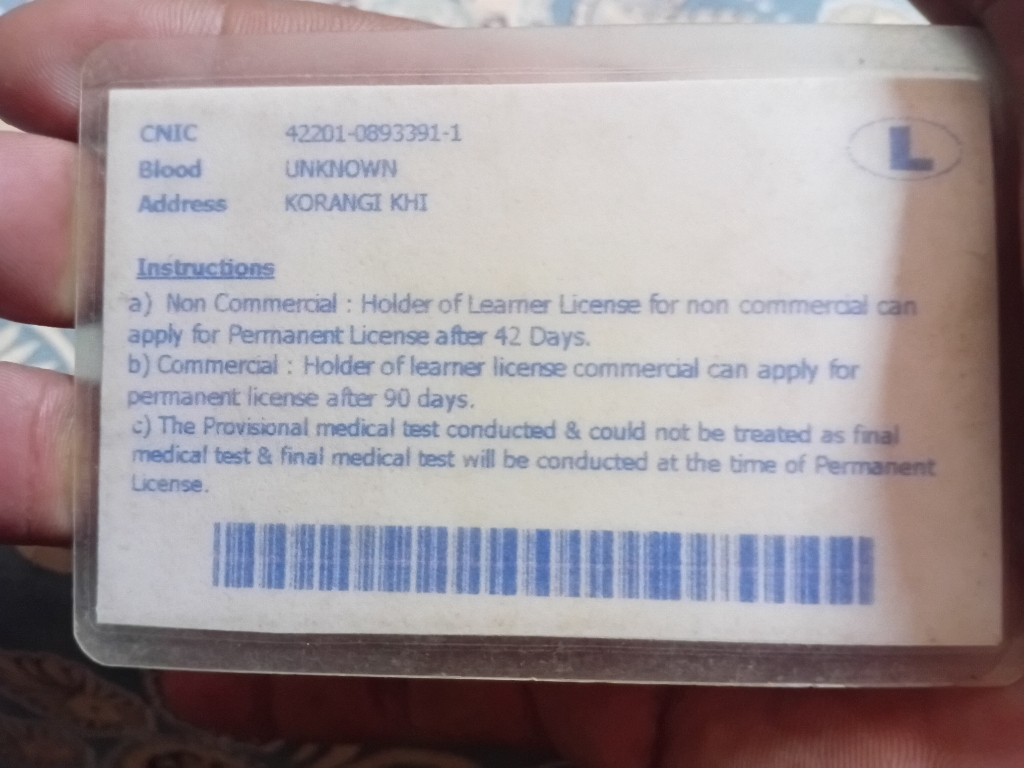 CNIC 42201-0893391-1
L
Blood UNKNOWN
Address KORANGI KHI
Instructions
a) Non Commercial : Holder of Learner License for non commercial can
apply for Permanent License after 42 Days.
b) Commercial : Holder of learner license commercial can apply for
permanent license after 90 days.
c) The Provisional medical test conducted & could not be treated as final
medical test & final medical test will be conducted at the time of Permanent
License.